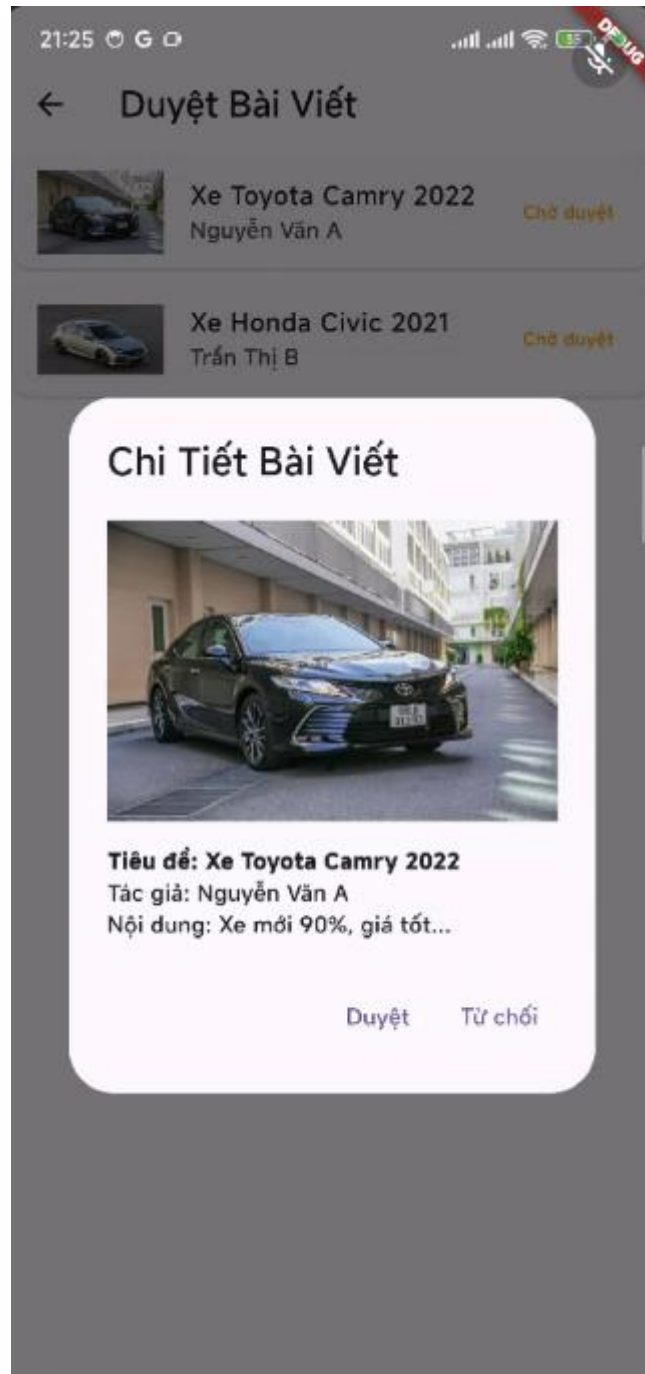 21:25 G
DEBUG
← Duyệt Bài Viết
Xe Toyota Camry 2022
Nguyễn Văn A
Chờ duyệt
Xe Honda Civic 2021
Trần Thị B
Chờ duyệt
Chi Tiết Bài Viết
Tiêu đề: Xe Toyota Camry 2022
Tác giả: Nguyễn Văn A
Nội dung: Xe mới 90%, giá tốt...
Duyệt Từ chối